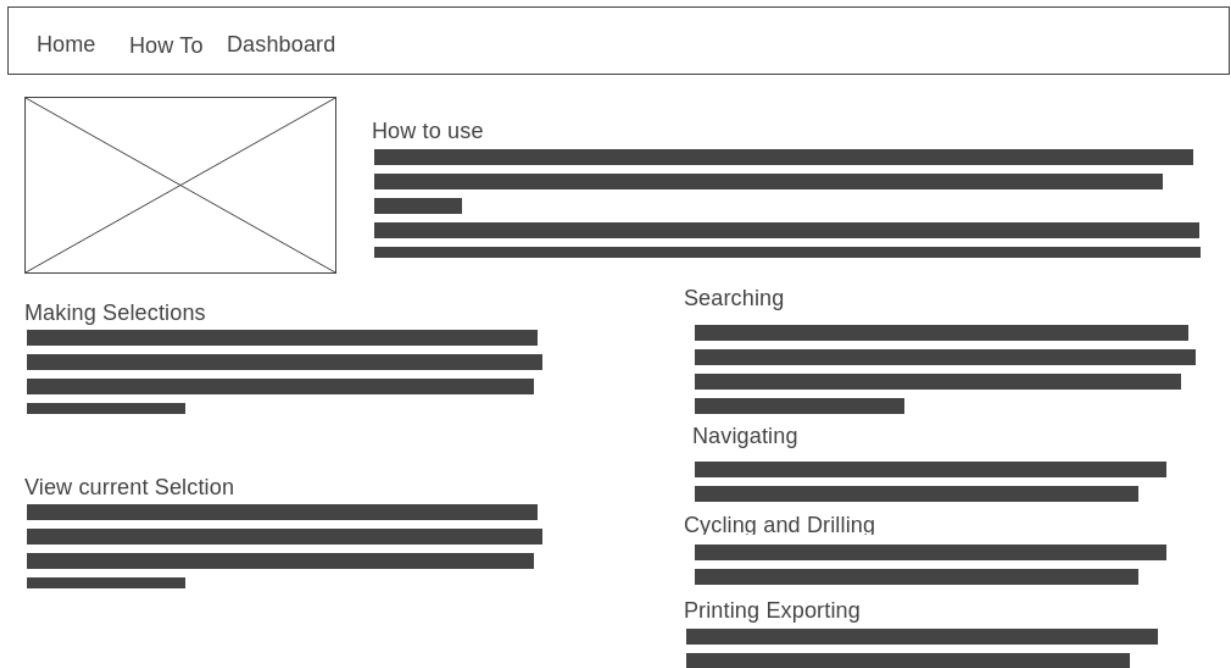 Home How To Dashboard
How to use
Making Selections
View current Selction
Searching
Navigating
Cycling and Drilling
Printing Exporting